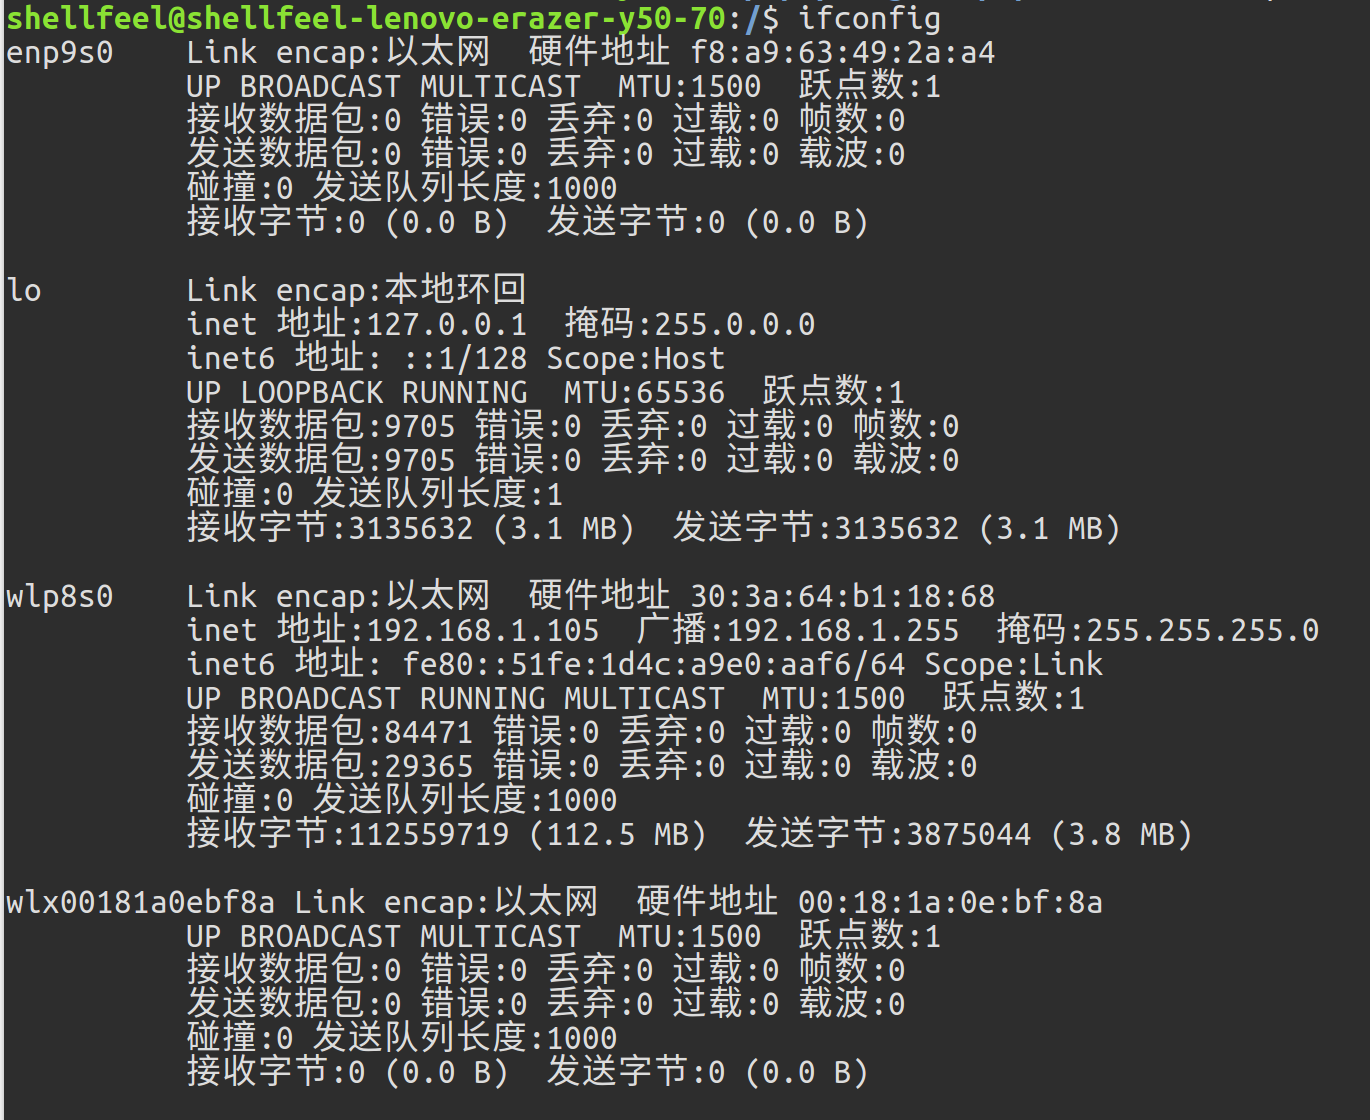 shellfeel@shellfeel-lenovo-erazer-y50-70:/$ ifconfig
enp9s0    Link encap:以太网  硬件地址 f8:a9:63:49:2a:a4
UP BROADCAST MULTICAST  MTU:1500  跃点数:1
接收数据包:0 错误:0 丢弃:0 过载:0 帧数:0
发送数据包:0 错误:0 丢弃:0 过载:0 载波:0
碰撞:0 发送队列长度:1000
接收字节:0 (0.0 B)  发送字节:0 (0.0 B)
lo        Link encap:本地环回
inet 地址:127.0.0.1  掩码:255.0.0.0
inet6 地址: ::1/128 Scope:Host
UP LOOPBACK RUNNING  MTU:65536  跃点数:1
接收数据包:9705 错误:0 丢弃:0 过载:0 帧数:0
发送数据包:9705 错误:0 丢弃:0 过载:0 载波:0
碰撞:0 发送队列长度:1
接收字节:3135632 (3.1 MB)  发送字节:3135632 (3.1 MB)
wlp8s0    Link encap:以太网  硬件地址 30:3a:64:b1:18:68
inet 地址:192.168.1.105  广播:192.168.1.255  掩码:255.255.255.0
inet6 地址: fe80::51fe:1d4c:a9e0:aaf6/64 Scope:Link
UP BROADCAST RUNNING MULTICAST  MTU:1500  跃点数:1
接收数据包:84471 错误:0 丢弃:0 过载:0 帧数:0
发送数据包:29365 错误:0 丢弃:0 过载:0 载波:0
碰撞:0 发送队列长度:1000
接收字节:112559719 (112.5 MB)  发送字节:3875044 (3.8 MB)
wlx00181a0ebf8a Link encap:以太网  硬件地址 00:18:1a:0e:bf:8a
UP BROADCAST MULTICAST  MTU:1500  跃点数:1
接收数据包:0 错误:0 丢弃:0 过载:0 帧数:0
发送数据包:0 错误:0 丢弃:0 过载:0 载波:0
碰撞:0 发送队列长度:1000
接收字节:0 (0.0 B)  发送字节:0 (0.0 B)